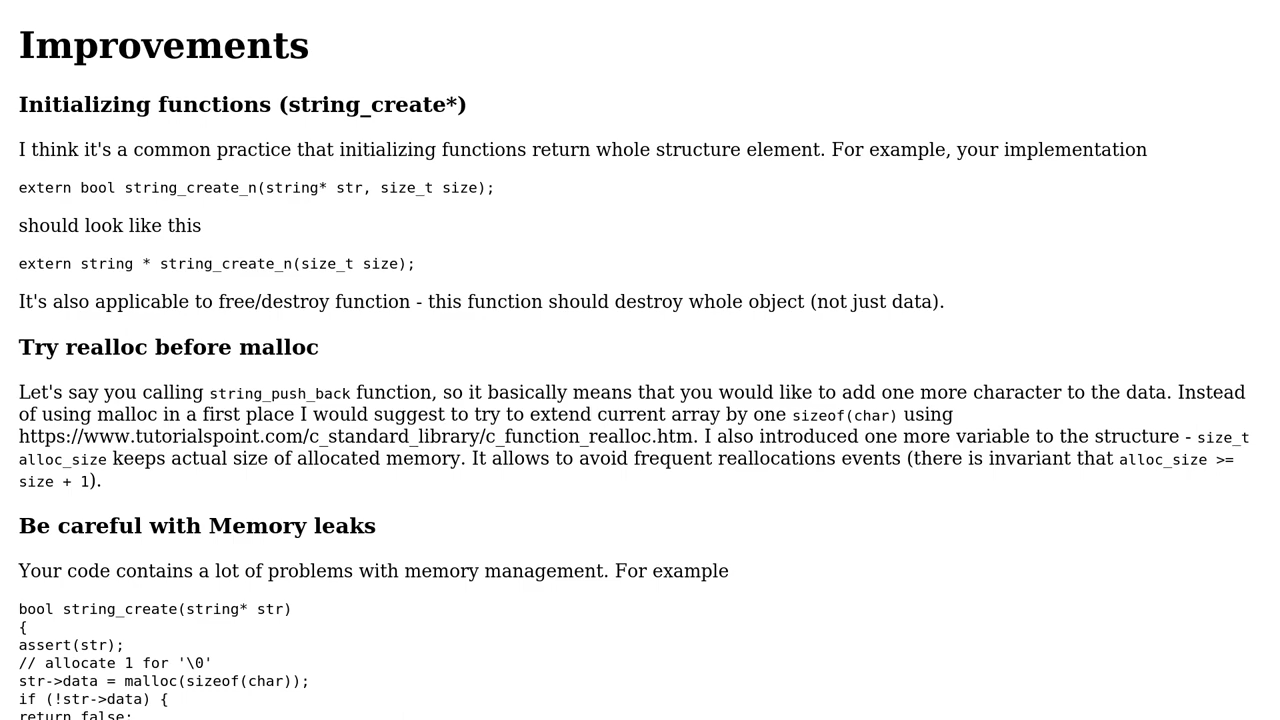 Improvements
Initializing functions (string_create*)
I think it's a common practice that initializing functions return whole structure element. For example, your implementation
extern bool string_create_n(string* str, size_t size);
should look like this
extern string * string_create_n(size_t size);
It's also applicable to free/destroy function - this function should destroy whole object (not just data).
Try realloc before malloc
Let's say you calling string_push_back function, so it basically means that you would like to add one more character to the data. Instead
of using malloc in a first place I would suggest to try to extend current array by one sizeof(char) using
https://www.tutorialspoint.com/c_standard_library/c_function_realloc.htm. I also introduced one more variable to the structure - size_t
alloc_size keeps actual size of allocated memory. It allows to avoid frequent reallocations events (there is invariant that alloc_size >=
size + 1).
Be careful with Memory leaks
Your code contains a lot of problems with memory management. For example
bool string_create(string* str)
{
assert(str);
// allocate 1 for '\0'
str->data = malloc(sizeof(char));
if (!str->data) {
return false;